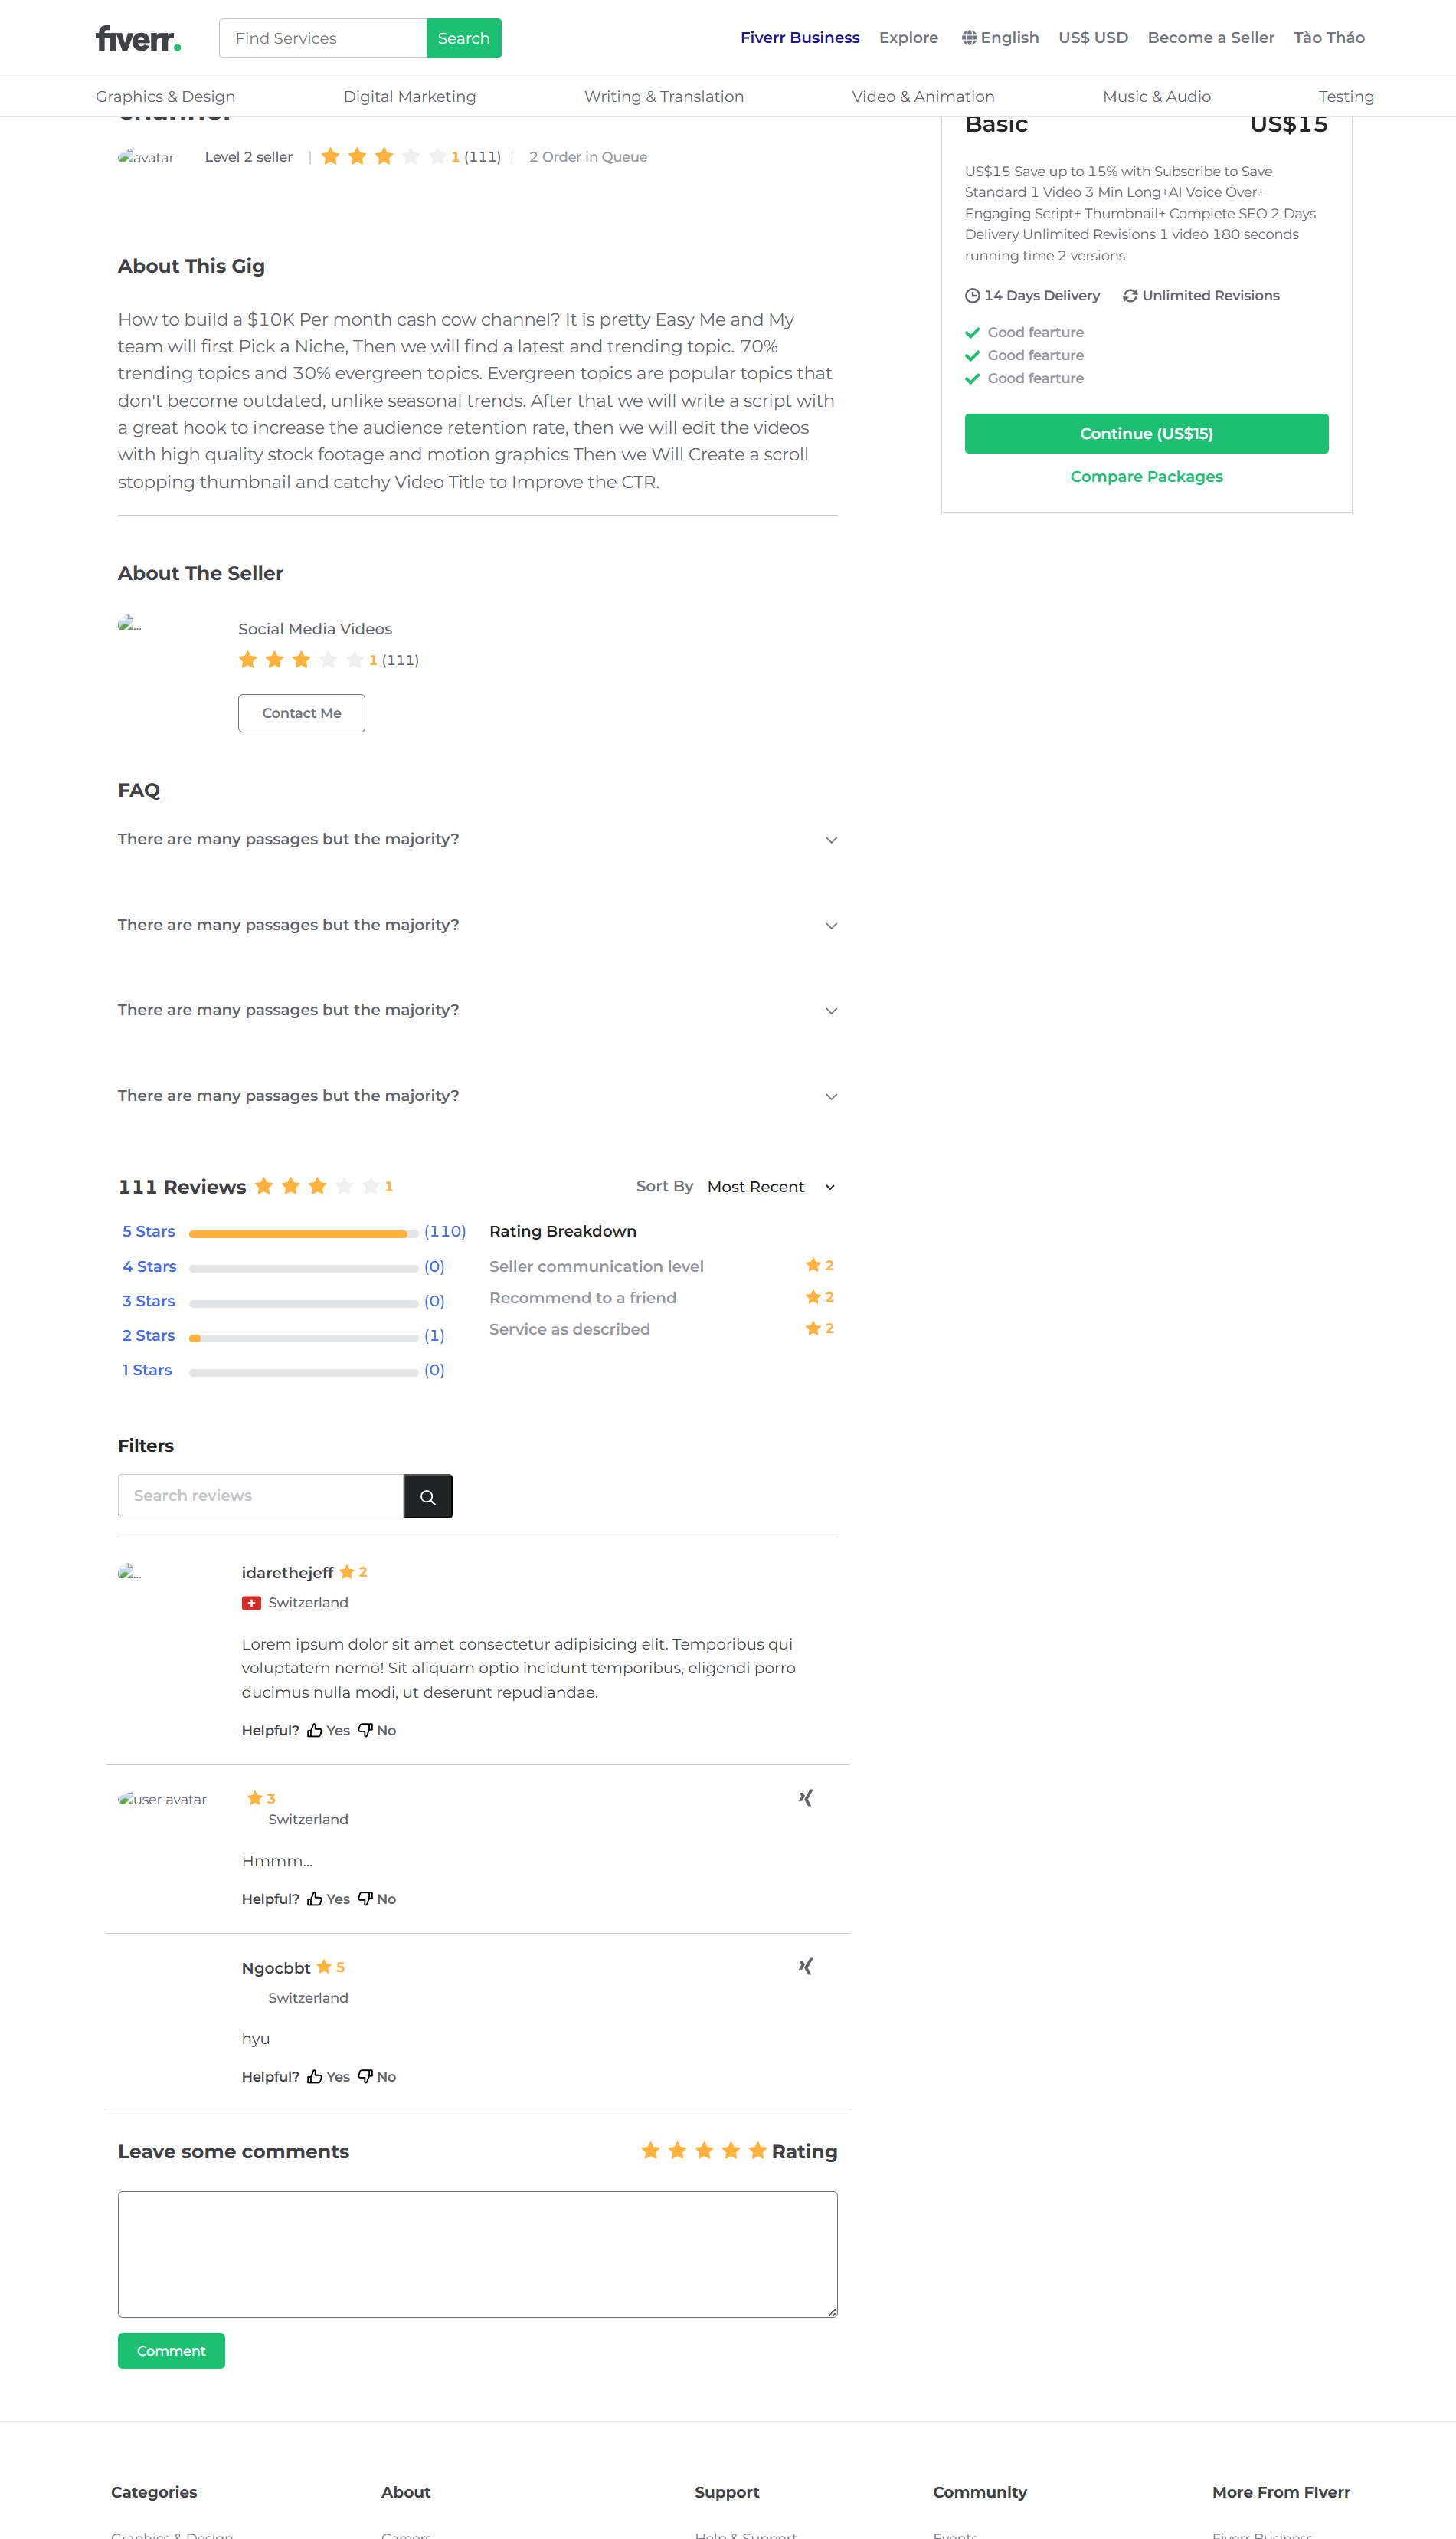 fiverr.
Find Services
Search
Fiverr Business
Explore
English
US$ USD
Become a Seller
Tào Tháo
Graphics & Design
Digital Marketing
Writing & Translation
Video & Animation
Music & Audio
Testing
channel
avatar
Level 2 seller | 1 (111) | 2 Order in Queue
Basic US$15
US$15 Save up to 15% with Subscribe to Save
Standard 1 Video 3 Min Long+AI Voice Over+
Engaging Script+ Thumbnail+ Complete SEO 2 Days
Delivery Unlimited Revisions 1 video 180 seconds
running time 2 versions
14 Days Delivery Unlimited Revisions
Good fearture
Good fearture
Good fearture
Continue (US$15)
Compare Packages
About This Gig
How to build a $10K Per month cash cow channel? It is pretty Easy Me and My
team will first Pick a Niche, Then we will find a latest and trending topic. 70%
trending topics and 30% evergreen topics. Evergreen topics are popular topics that
don't become outdated, unlike seasonal trends. After that we will write a script with
a great hook to increase the audience retention rate, then we will edit the videos
with high quality stock footage and motion graphics Then we Will Create a scroll
stopping thumbnail and catchy Video Title to Improve the CTR.
About The Seller
...
Social Media Videos
1 (111)
Contact Me
FAQ
There are many passages but the majority?
There are many passages but the majority?
There are many passages but the majority?
There are many passages but the majority?
111 Reviews 1
Sort By Most Recent
5 Stars (110)
4 Stars (0)
3 Stars (0)
2 Stars (1)
1 Stars (0)
Rating Breakdown
Seller communication level 2
Recommend to a friend 2
Service as described 2
Filters
Search reviews
...
idarethejeff 2
Switzerland
Lorem ipsum dolor sit amet consectetur adipisicing elit. Temporibus qui
voluptatem nemo! Sit aliquam optio incidunt temporibus, eligendi porro
ducimus nulla modi, ut deserunt repudiandae.
Helpful? Yes No
user avatar
3
Switzerland
Hmmm...
Helpful? Yes No
Ngocbbt 5
Switzerland
hyu
Helpful? Yes No
Leave some comments
Rating
Comment
Categories
About
Support
CommunIty
More From FIverr
Graphics & Design
Careers
Help & Support
Events
Fiverr Business